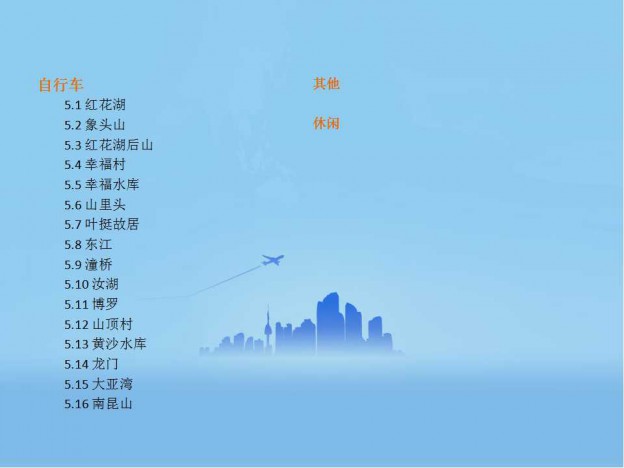 自行车
5.1 红花湖
5.2 象头山
5.3 红花湖后山
5.4 幸福村
5.5 幸福水库
5.6 山里头
5.7 叶挺故居
5.8 东江
5.9 潼桥
5.10 汝湖
5.11 博罗
5.12 山顶村
5.13 黄沙水库
5.14 龙门
5.15 大亚湾
5.16 南昆山
其他
休闲